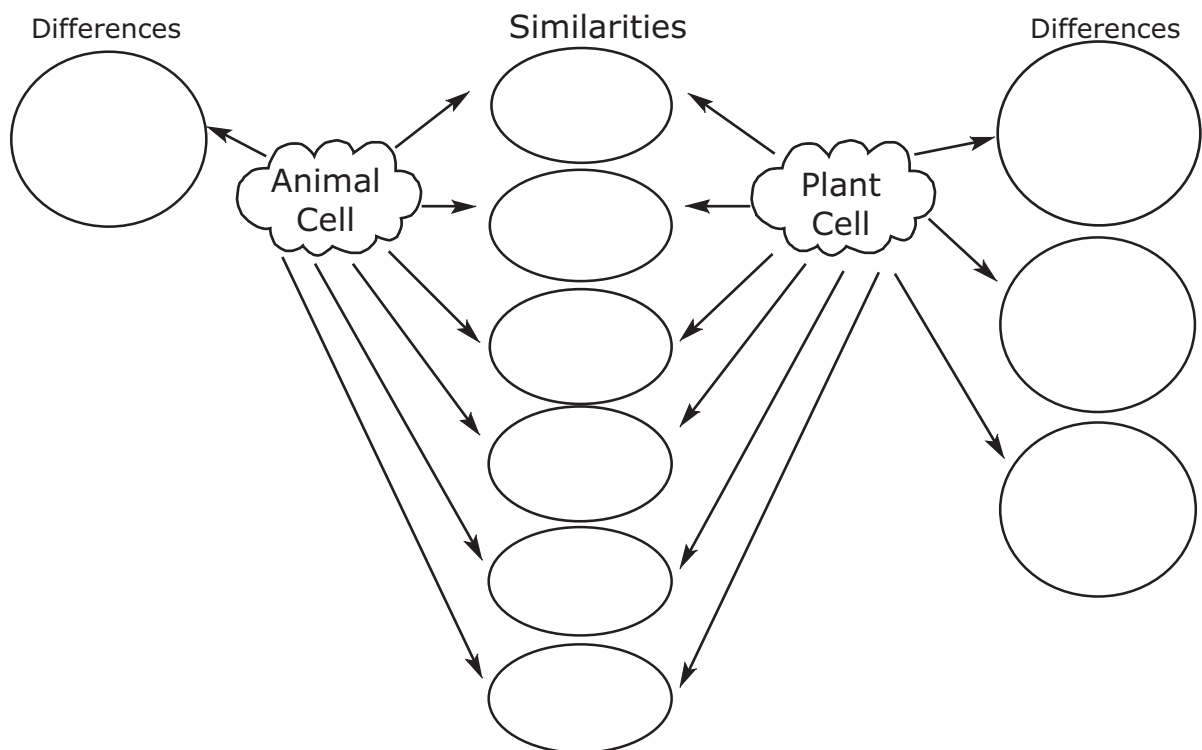 Differences
Similarities
Differences
Animal
Cell
Plant
Cell